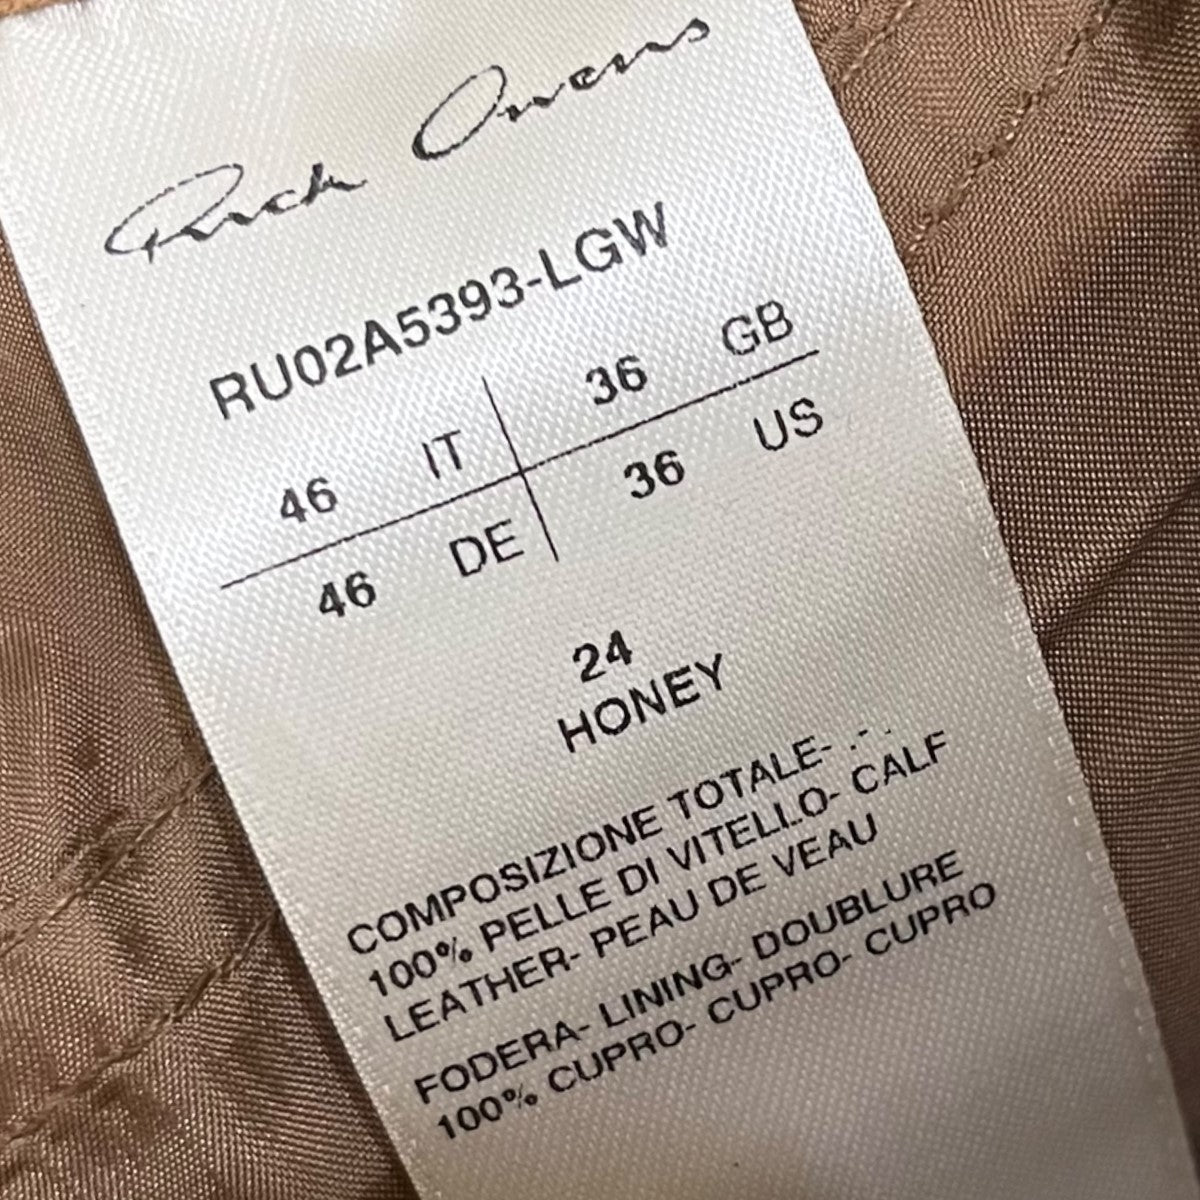 Rick Owens
RU02A5393-LGW
46 IT 36 GB
46 DE 36 US
24
HONEY
COMPOSIZIONE TOTALE- .-.
100% PELLE DI VITELLO- CALF
LEATHER- PEAU DE VEAU
FODERA- LINING- DOUBLURE
100% CUPRO- CUPRO- CUPRO